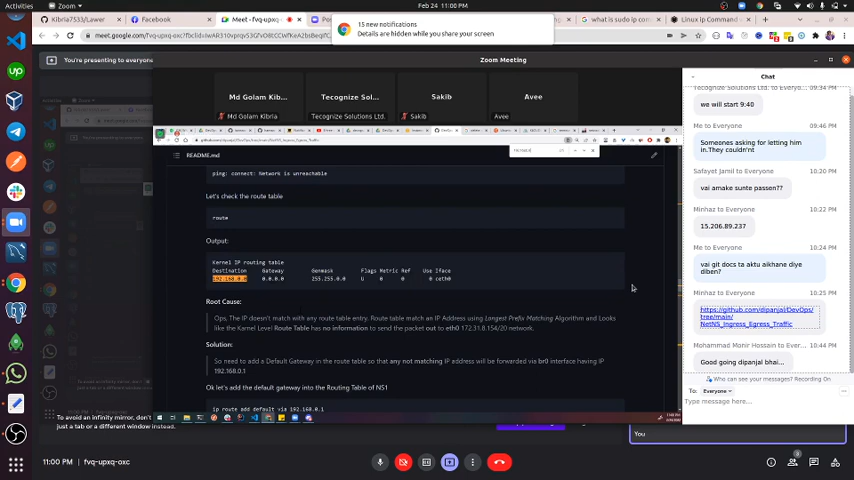 Activities
Zoom
Feb 24 11:00 PM
Kibria7533/Lawer
Facebook
Meet - fvq-upxq-oxc
what is sudo ip com
Linux ip Command
15 new notifications
Details are hidden while you share your screen
You're presenting to everyone
Zoom Meeting
Md Golam Kib...
Tecognize Sol...
Sakib
Avee
Md Golam Kibria
Tecognize Solutions Ltd.
Sakib
Avee
README.md
ping: connect: Network is unreachable
Let's check the route table
route
Output:
Kernel IP routing table
Destination Gateway Genmask Flags Metric Ref Use Iface
192.168.0.0 0.0.0.0 255.255.0.0 U 0 0 0 ceth0
Root Cause:
Ops, The IP doesn't match with any route table entry. Route table match an IP Address using Longest Prefix Matching Algorithm and Looks
like the Kernel Level Route Table has no information to send the packet out to eth0 172.31.8.154/20 network.
Solution:
So need to add a Default Gateway in the route table so that any not matching IP address will be forwarded via br0 interface having IP
192.168.0.1
Ok let's add the default gateway into the Routing Table of NS1
ip route add default via 192.168.0.1
Chat
Tecognize Solutions Ltd. to Everyo... 09:34 PM
we will start 9:40
Me to Everyone 09:46 PM
Someones asking for letting him
in.They could'nt
Safayet Jamil to Everyone 10:20 PM
vai amake sunte passen??
Minhaz to Everyone 10:22 PM
15.206.89.237
Me to Everyone 10:24 PM
vai git docs ta aktu aikhane diye
diben?
Minhaz to Everyone 10:25 PM
https://github.com/dipanjal/DevOps/
tree/main/
NetNS_Ingress_Egress_Traffic
Mohammad Monir Hossain to Ever... 10:44 PM
Good going dipanjal bhai...
Who can see your messages? Recording On
To: Everyone
Type message here...
To avoid an infinity mirror, don't
just a tab or a different window instead.
You
11:00 PM
fvq-upxq-oxc